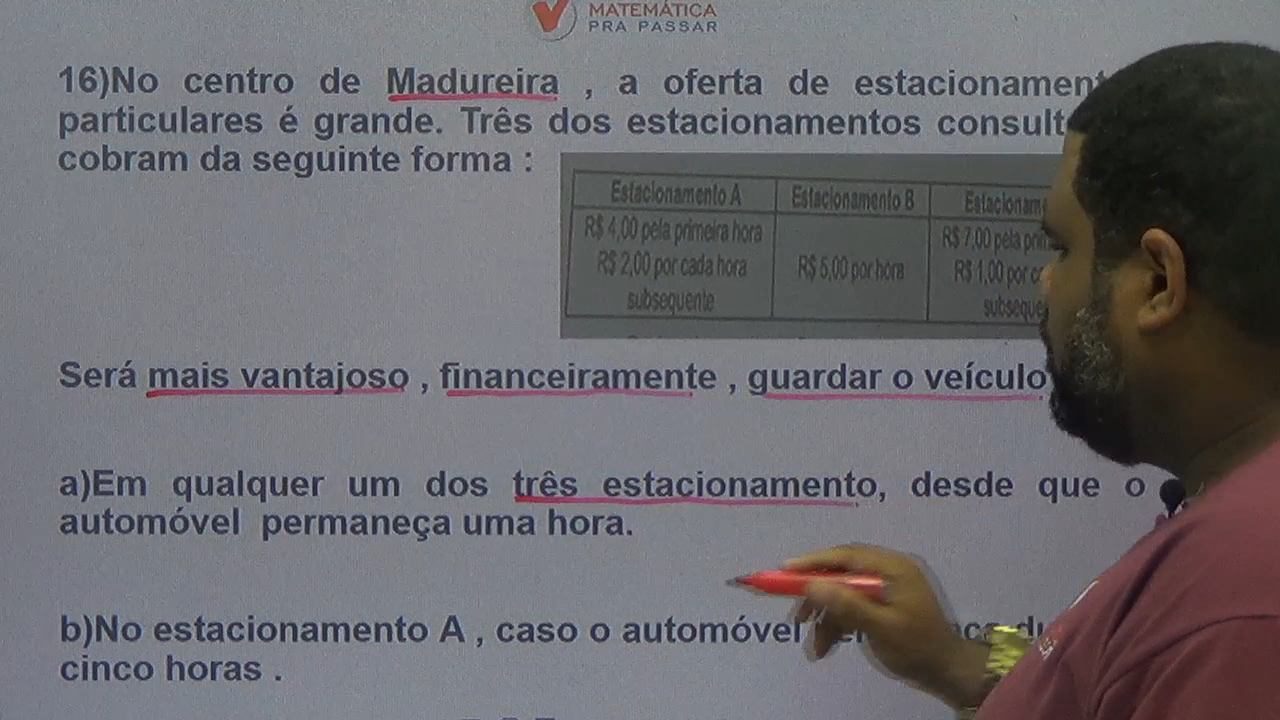 MATEMÁTICA
PRA PASSAR
16)No centro de Madureira , a oferta de
particulares é grande. Três dos estacionamentos
cobram da seguinte forma :
Estacionamento A Estacionamento B
R$ 4,00 pela primeira hora R$ 7,00 pela
R$ 2,00 por cada hora R$ 5,00 por hora R$ 1,00 por
subsequente
Será mais vantajoso , financeiramente , guardar o veículo
a)Em qualquer um dos três estacionamento, desde que o
automóvel permaneça uma hora.
b)No estacionamento A , caso o automóvel
cinco horas .